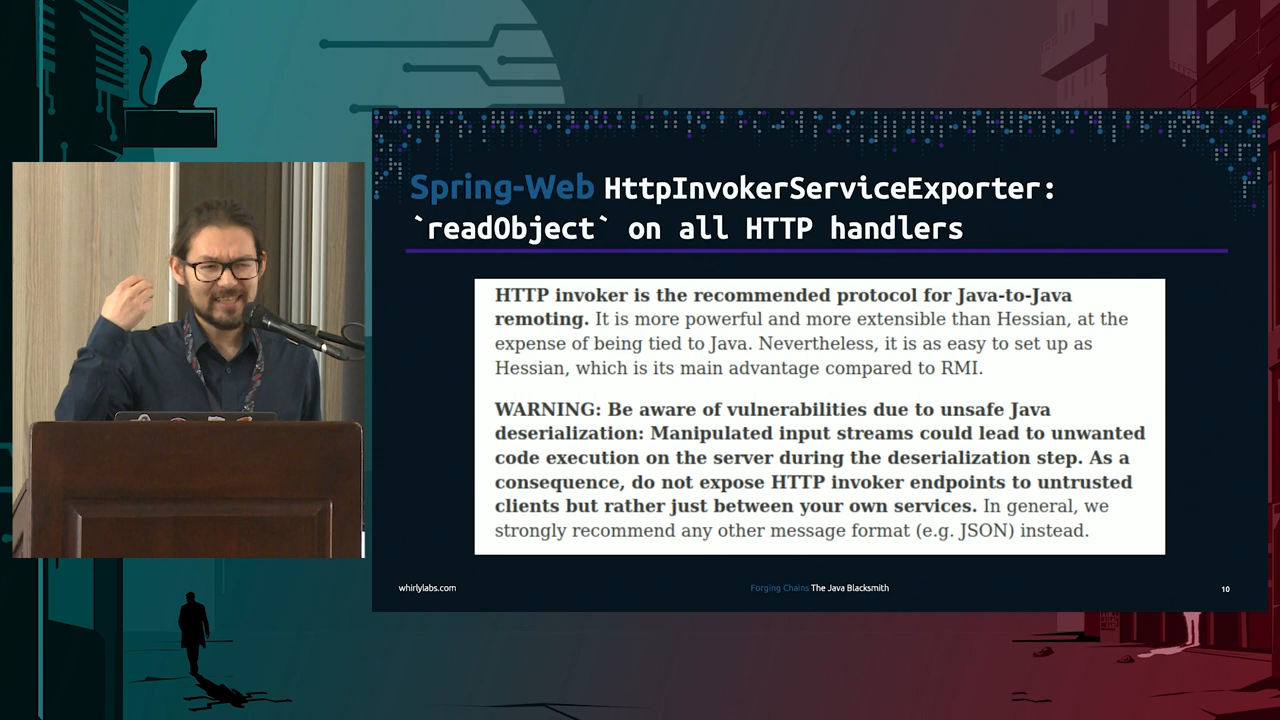 Spring-Web HttpInvokerServiceExporter:
`readObject` on all HTTP handlers
HTTP invoker is the recommended protocol for Java-to-Java
remoting. It is more powerful and more extensible than Hessian, at the
expense of being tied to Java. Nevertheless, it is as easy to set up as
Hessian, which is its main advantage compared to RMI.
WARNING: Be aware of vulnerabilities due to unsafe Java
deserialization: Manipulated input streams could lead to unwanted
code execution on the server during the deserialization step. As a
consequence, do not expose HTTP invoker endpoints to untrusted
clients but rather just between your own services. In general, we
strongly recommend any other message format (e.g. JSON) instead.
whirlylabs.com
Forging Chains The Java Blacksmith
10